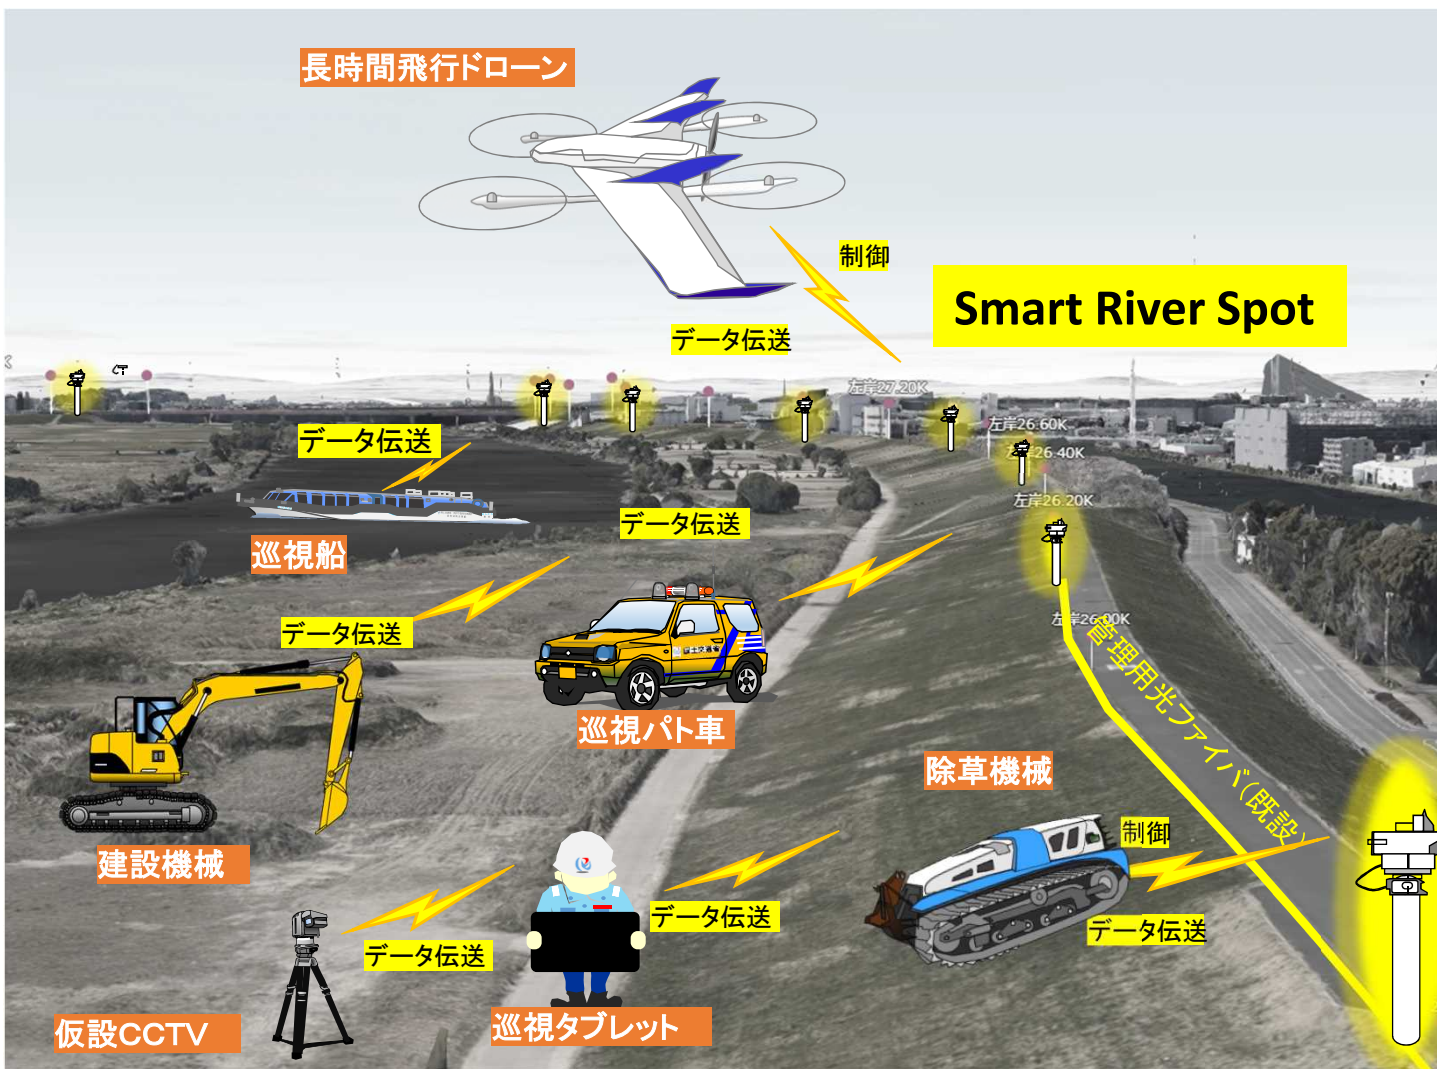 長時間飛行ドローン
制御
Smart River Spot
データ伝送
左岸27.20K
左岸26.60K
データ伝送
26.40K
左岸26.20K
データ伝送
巡視船
データ伝送
左岸26.00K
管理用光ファイバ(既設)
国土交通省
巡視パト車
除草機械
制御
建設機械
データ伝送
データ伝送
データ伝送
仮設CCTV
巡視タブレット